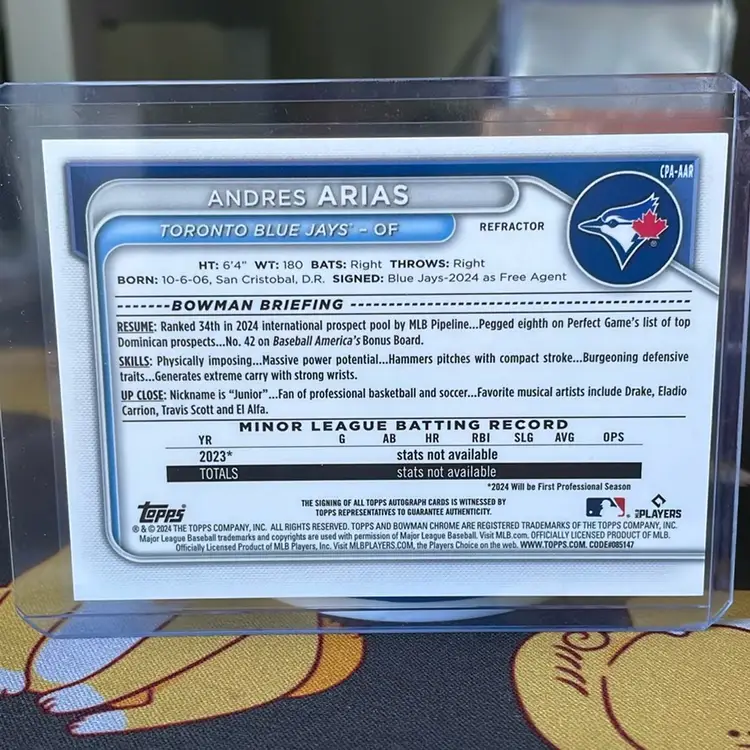 CPA-AAR
ANDRES ARIAS
TORONTO BLUE JAYS™ – OF
REFRACTOR
HT: 6'4" WT: 180 BATS: Right THROWS: Right
BORN: 10-6-06, San Cristobal, D.R. SIGNED: Blue Jays-2024 as Free Agent
BOWMAN BRIEFING
RESUME: Ranked 34th in 2024 international prospect pool by MLB Pipeline...Pegged eighth on Perfect Game's list of top
Dominican prospects...No. 42 on Baseball America's Bonus Board.
SKILLS: Physically imposing...Massive power potential...Hammers pitches with compact stroke...Burgeoning defensive
traits...Generates extreme carry with strong wrists.
UP CLOSE: Nickname is "Junior"...Fan of professional basketball and soccer...Favorite musical artists include Drake, Eladio
Carrion, Travis Scott and El Alfa.
MINOR LEAGUE BATTING RECORD
YR G AB HR RBI SLG AVG OPS
2023* stats not available
TOTALS stats not available
*2024 Will be First Professional Season
topps®
THE SIGNING OF ALL TOPPS AUTOGRAPH CARDS IS WITNESSED BY
TOPPS REPRESENTATIVES TO GUARANTEE AUTHENTICITY.
PLAYERS
® & © 2024 THE TOPPS COMPANY, INC. ALL RIGHTS RESERVED. TOPPS AND BOWMAN CHROME ARE REGISTERED TRADEMARKS OF THE TOPPS COMPANY, INC.
Major League Baseball trademarks and copyrights are used with permission of Major League Baseball. Visit MLB.com. OFFICIALLY LICENSED PRODUCT OF MLB.
Officially Licensed Product of MLB Players, Inc. Visit MLBPLAYERS.COM, the Players Choice on the web. WWW.TOPPS.COM. CODE#085147